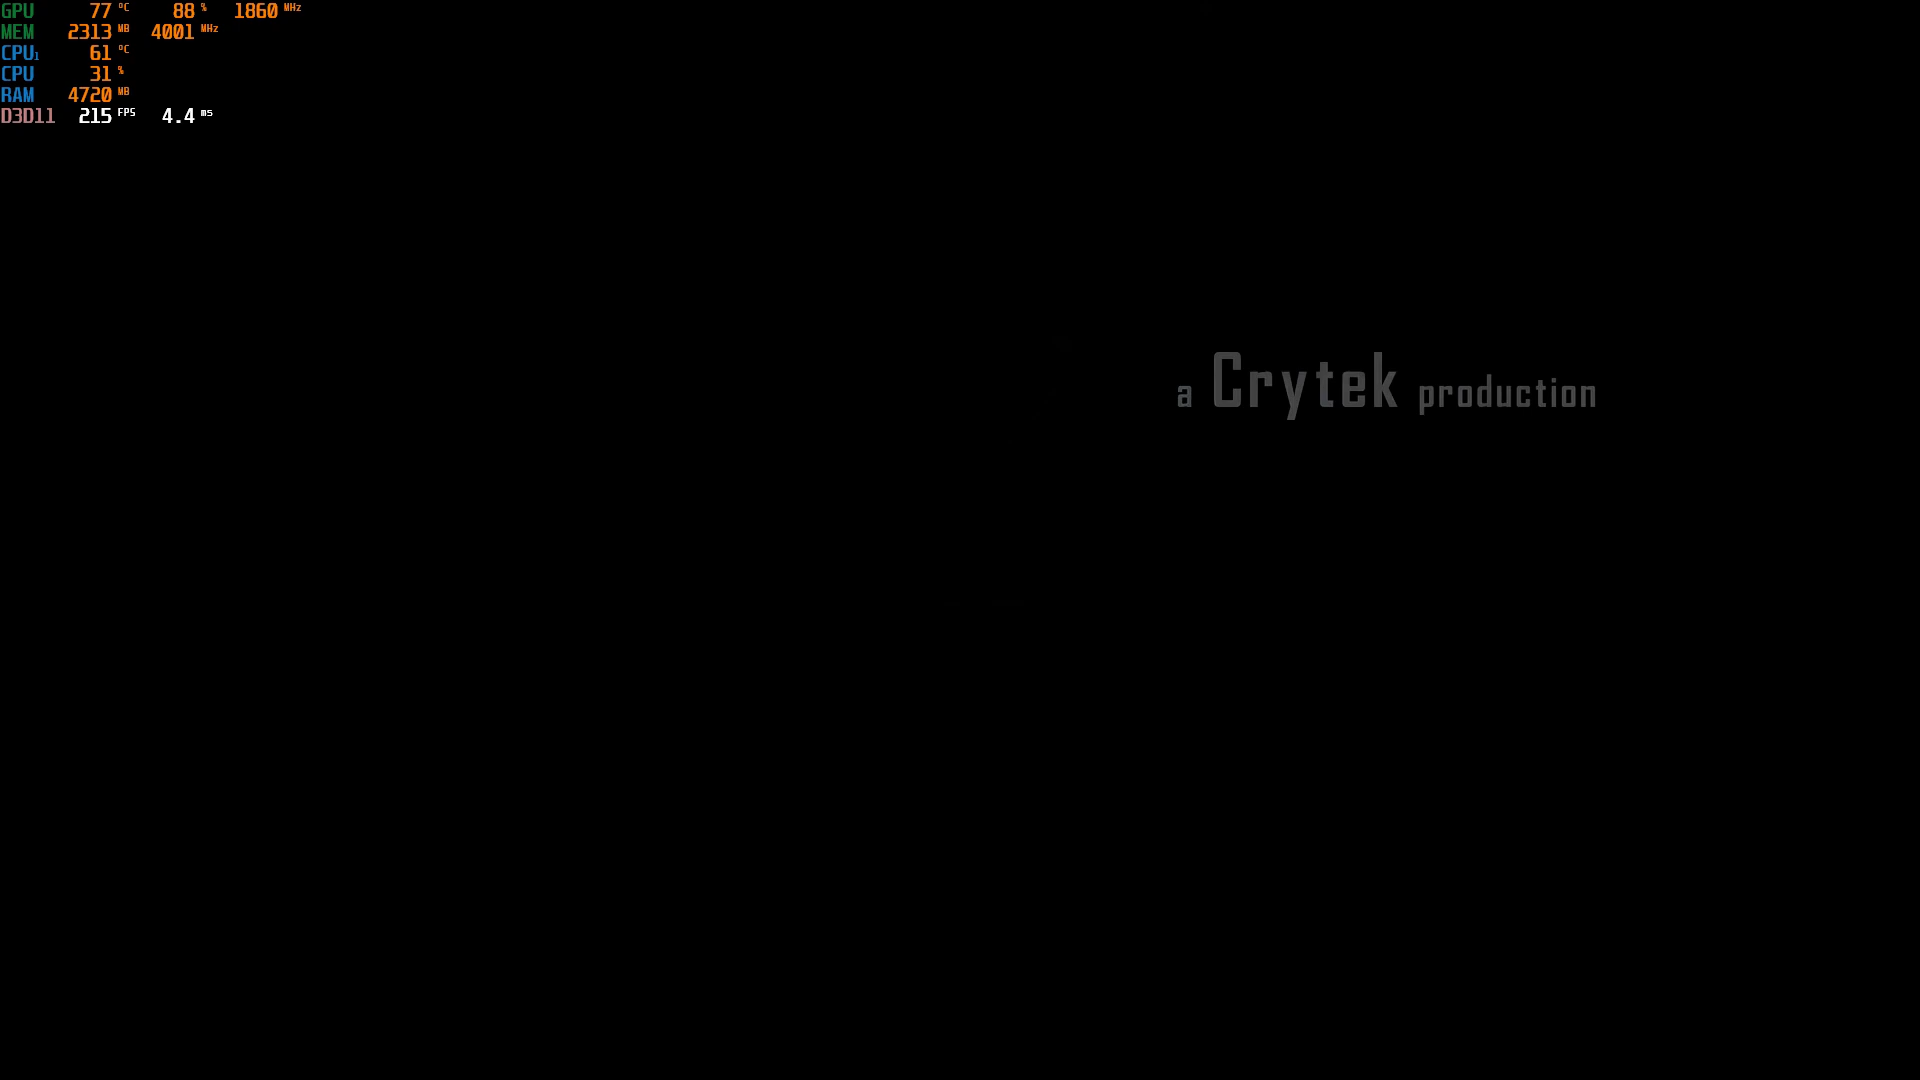 GPU 77 °C 88 % 1860 MHz
MEM 2313 MB 4001 MHz
CPU1 61 °C
CPU 31 %
RAM 4720 MB
D3D11 215 FPS 4.4 ms
a Crytek production